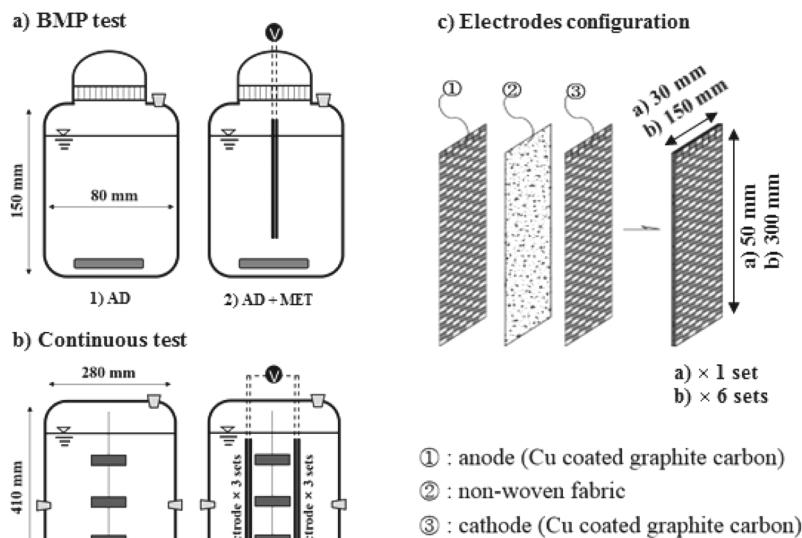 a) BMP test
V
150 mm
80 mm
1) AD
2) AD + MET
b) Continuous test
280 mm
V
410 mm
× 3 sets
× 3 sets
c) Electrodes configuration
① ② ③
a) 30 mm
b) 150 mm
a) 50 mm
b) 300 mm
a) × 1 set
b) × 6 sets
① : anode (Cu coated graphite carbon)
② : non-woven fabric
③ : cathode (Cu coated graphite carbon)